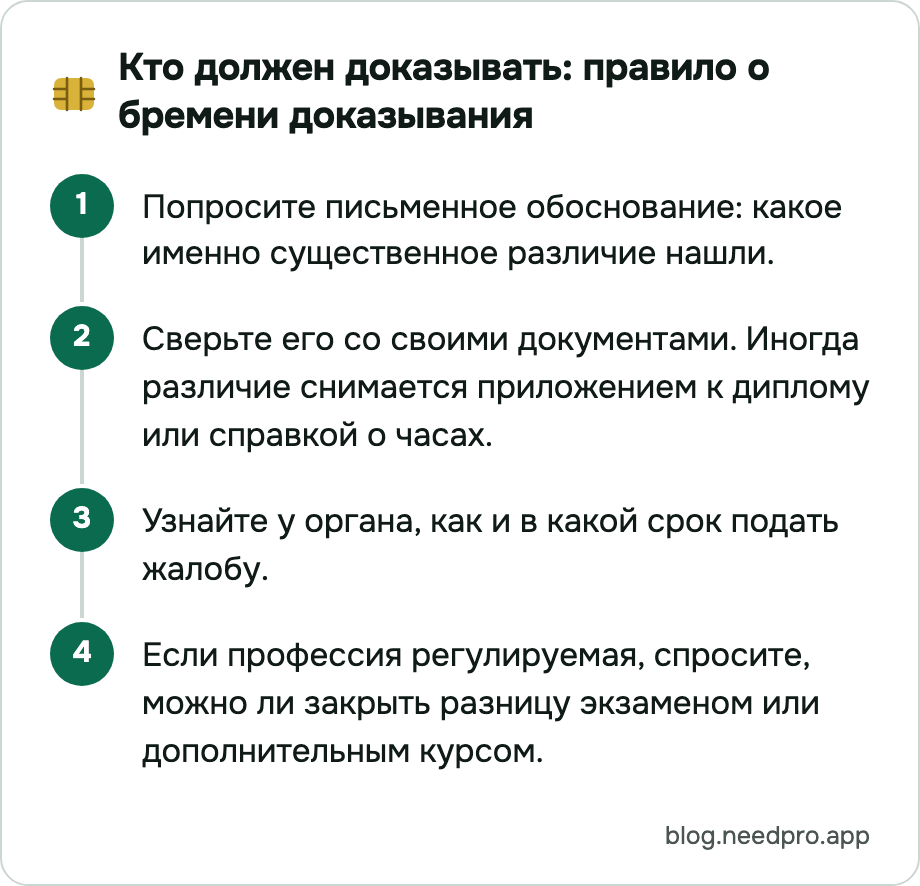 Кто должен доказывать: правило о
бремени доказывания
1
Попросите письменное обоснование: какое
именно существенное различие нашли.
2
Сверьте его со своими документами. Иногда
различие снимается приложением к диплому
или справкой о часах.
3
Узнайте у органа, как и в какой срок подать
жалобу.
4
Если профессия регулируемая, спросите,
можно ли закрыть разницу экзаменом или
дополнительным курсом.
blog.needpro.app